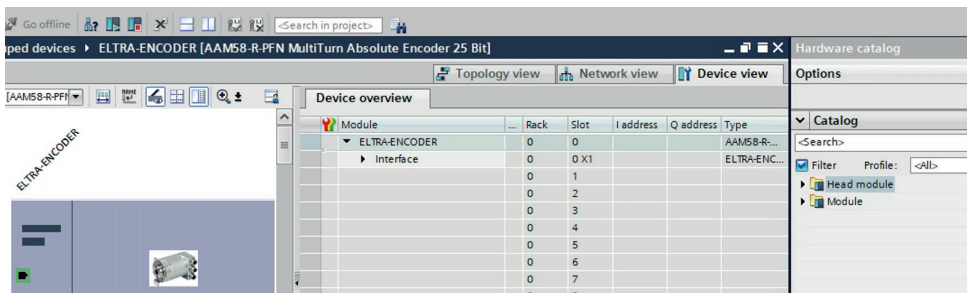 Go offline <Search in project>
ped devices ▸ ELTRA-ENCODER [AAM58-R-PFN MultiTurn Absolute Encoder 25 Bit]
Hardware catalog
Topology view Network view Device view
Options
[AAM58-R-PFN
Device overview
Module ... Rack Slot I address Q address Type
ELTRA-ENCODER 0 0 AAM58-R-...
Interface 0 0 X1 ELTRA-ENC...
0 1
0 2
0 3
0 4
0 5
0 6
0 7
ELTRA-ENCODER
Catalog
<Search>
Filter Profile: <All>
Head module
Module